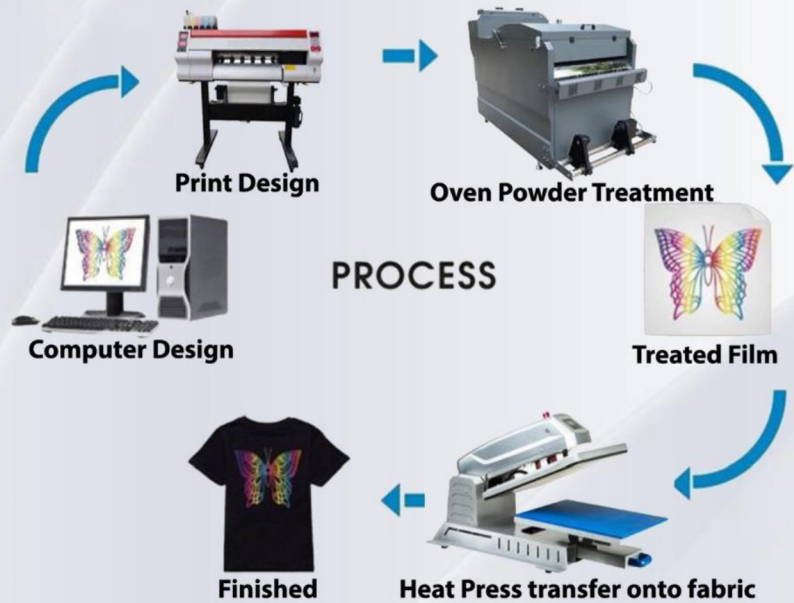 Print Design
Oven Powder Treatment
PROCESS
Computer Design
Treated Film
Finished
Heat Press transfer onto fabric